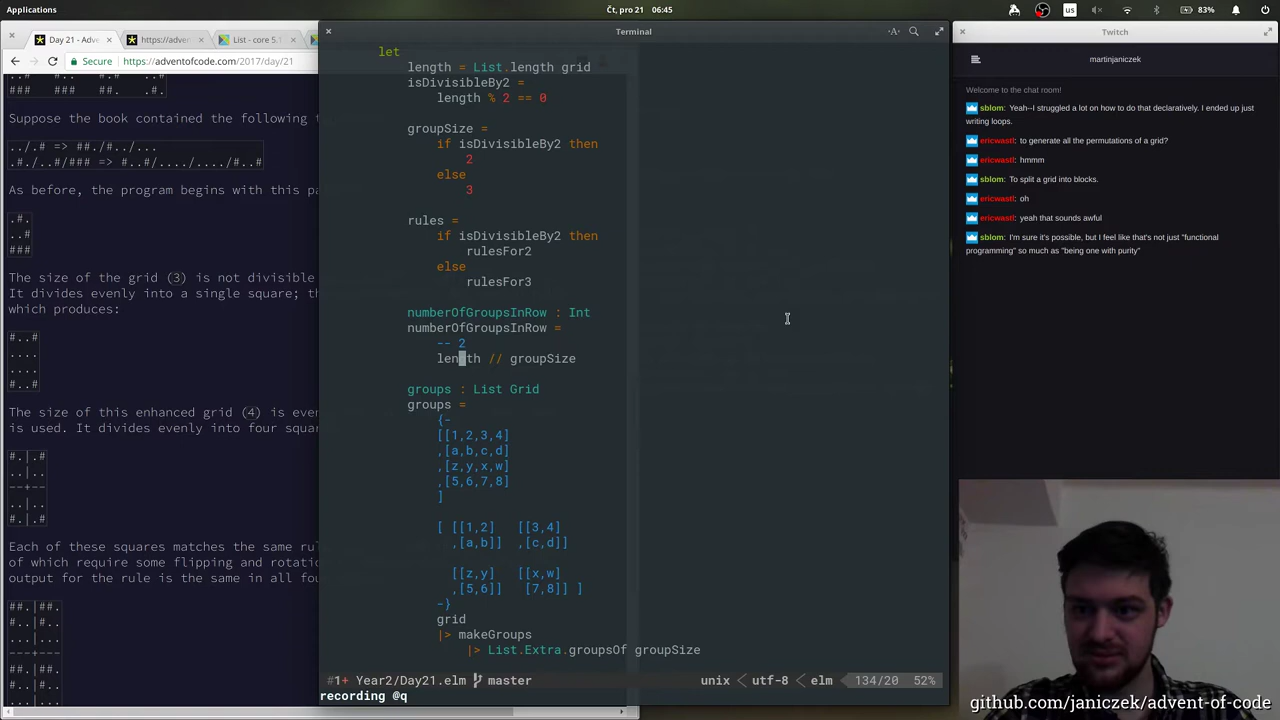 Applications
Čt, pro 21 06:45
us
83%
Day 21 - Adve
https://adven
List - core 5.1
Secure https://adventofcode.com/2017/day/21
..# #..# #..# ..#
### ### ## . .#.
Suppose the book contained the following t
../.# => ##./#../...
.#./..#/### => #..#/..../..../#..#
As before, the program begins with this pa
.#.
..#
###
The size of the grid (3) is not divisible
It divides evenly into a single square; th
which produces:
#..#
....
....
#..#
The size of this enhanced grid (4) is even
is used. It divides evenly into four squar
#.|.#
..|..
--+--
..|..
#.|.#
Each of these squares matches the same rul
of which require some flipping and rotatio
output for the rule is the same in all fou
##.|##.
#..|#..
...|...
---+---
##.|##.
#..|#..
Terminal
let
length = List.length grid
isDivisibleBy2 =
length % 2 == 0
groupSize =
if isDivisibleBy2 then
2
else
3
rules =
if isDivisibleBy2 then
rulesFor2
else
rulesFor3
numberOfGroupsInRow : Int
numberOfGroupsInRow =
-- 2
length // groupSize
groups : List Grid
groups =
{-
[[1,2,3,4]
,[a,b,c,d]
,[z,y,x,w]
,[5,6,7,8]
]
[ [[1,2] [[3,4]
,[a,b]] ,[c,d]]
[[z,y] [[x,w]
,[5,6]] [7,8]] ]
-}
grid
|> makeGroups
|> List.Extra.groupsOf groupSize
#1+ Year2/Day21.elm master
unix < utf-8 < elm 134/20 52%
recording @q
Twitch
martinjaniczek
Welcome to the chat room!
sblom: Yeah--I struggled a lot on how to do that declaratively. I ended up just
writing loops.
ericwastl: to generate all the permutations of a grid?
ericwastl: hmmm
sblom: To split a grid into blocks.
ericwastl: oh
ericwastl: yeah that sounds awful
sblom: I'm sure it's possible, but I feel like that's not just "functional
programming" so much as "being one with purity"
github.com/janiczek/advent-of-code